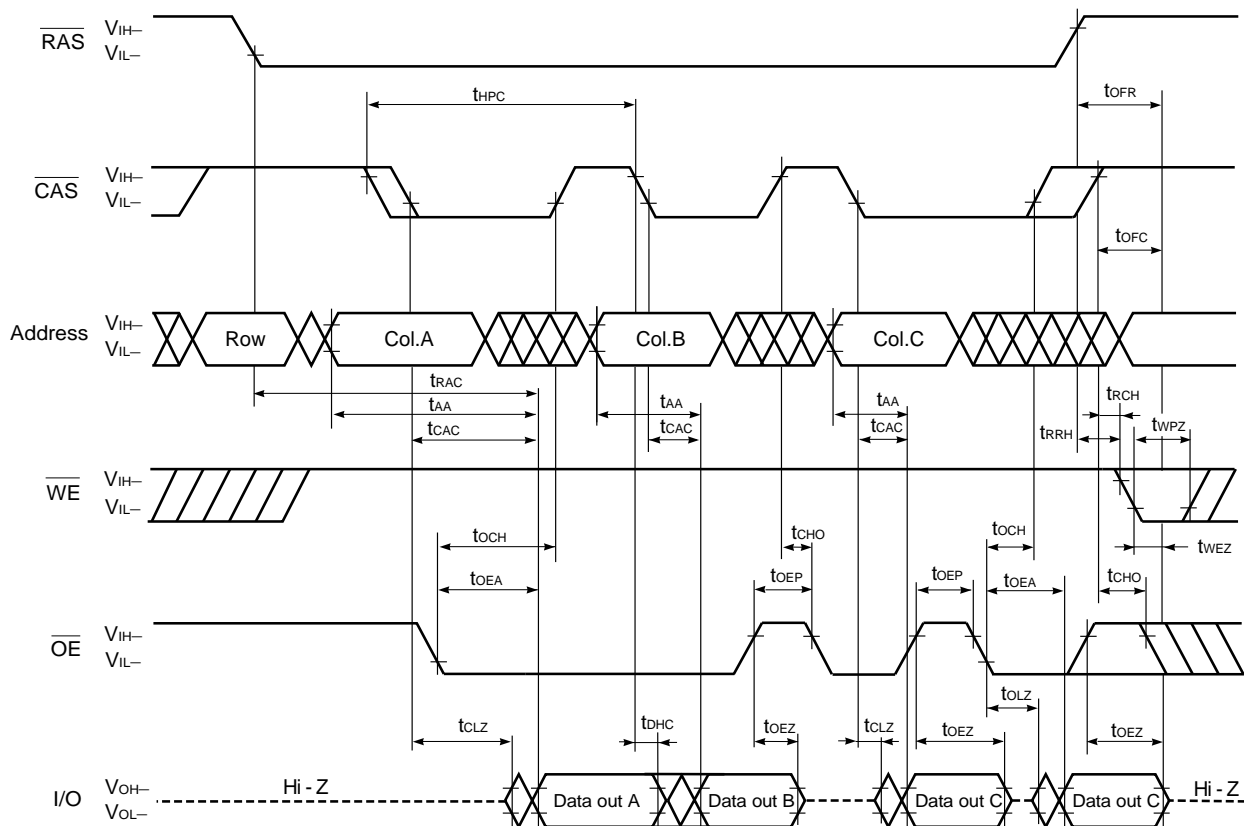 RAS
VIH–
VIL–
tHPC
tOFR
CAS
VIH–
VIL–
tOFC
Address
VIH–
VIL–
Row
Col.A
Col.B
Col.C
tRAC
tAA
tCAC
tAA
tCAC
tAA
tCAC
tRCH
tRRH
tWPZ
WE
VIH–
VIL–
tOCH
tCHO
tOCH
tWEZ
tOEA
tOEP
tOEP
tOEA
tCHO
OE
VIH–
VIL–
tCLZ
tDHC
tOEZ
tCLZ
tOEZ
tOLZ
tOEZ
I/O
VOH–
VOL–
Hi - Z
Data out A
Data out B
Data out C
Data out C
Hi - Z